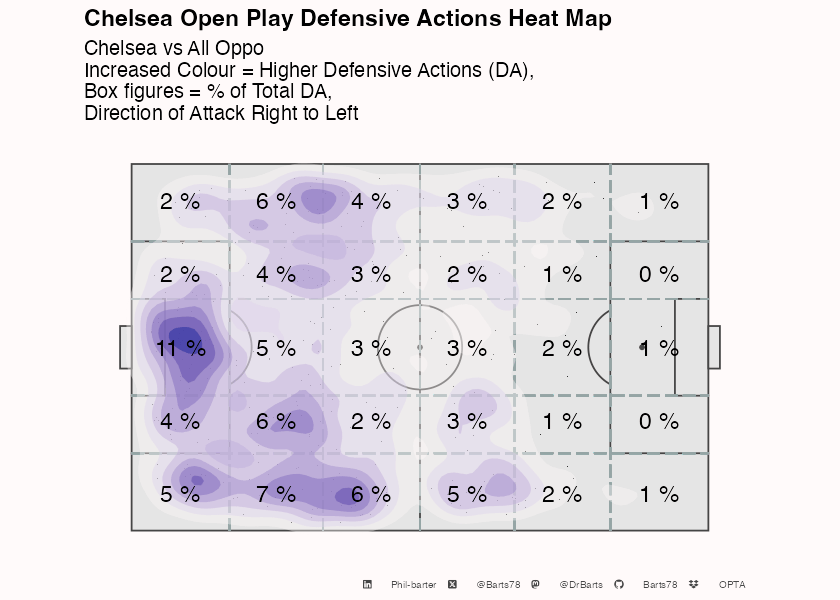 Chelsea Open Play Defensive Actions Heat Map
Chelsea vs All Oppo
Increased Colour = Higher Defensive Actions (DA),
Box figures = % of Total DA,
Direction of Attack Right to Left
2 % 6 % 4 % 3 % 2 % 1 %
2 % 4 % 3 % 2 % 1 % 0 %
11 % 5 % 3 % 3 % 2 % 1 %
4 % 6 % 2 % 3 % 1 % 0 %
5 % 7 % 6 % 5 % 2 % 1 %
Phil-barter @Barts78 @DrBarts Barts78 OPTA